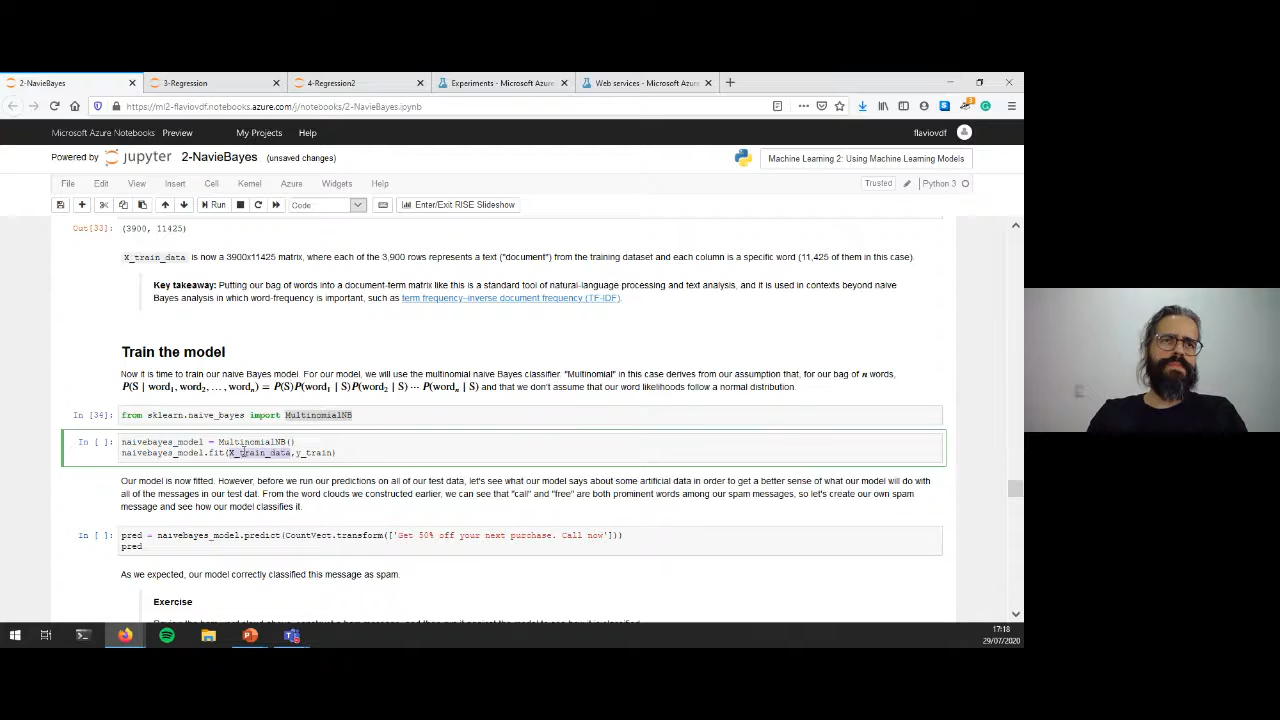 2-NavieBayes
3-Regression
4-Regression2
Experiments - Microsoft Azure
Web services - Microsoft Azure
https://ml2-flaviovdf.notebooks.azure.com/j/notebooks/2-NavieBayes.ipynb
Microsoft Azure Notebooks Preview My Projects Help flaviovdf
Powered by jupyter 2-NavieBayes (unsaved changes) Machine Learning 2: Using Machine Learning Models
File Edit View Insert Cell Kernel Azure Widgets Help Trusted Python 3
Run Code Enter/Exit RISE Slideshow
Out[33]: (3900, 11425)
X_train_data is now a 3900x11425 matrix, where each of the 3,900 rows represents a text ("document") from the training dataset and each column is a specific word (11,425 of them in this case).
Key takeaway: Putting our bag of words into a document-term matrix like this is a standard tool of natural-language processing and text analysis, and it is used in contexts beyond naive
Bayes analysis in which word-frequency is important, such as term frequency–inverse document frequency (TF-IDF).
Train the model
Now it is time to train our naive Bayes model. For our model, we will use the multinomial naive Bayes classifier. "Multinomial" in this case derives from our assumption that, for our bag of n words,
P(S | word1, word2, . . . , wordn) = P(S)P(word1 | S)P(word2 | S) ⋯ P(wordn | S) and that we don't assume that our word likelihoods follow a normal distribution.
In [34]: from sklearn.naive_bayes import MultinomialNB
In [ ]: naivebayes_model = MultinomialNB()
naivebayes_model.fit(X_train_data,y_train)
Our model is now fitted. However, before we run our predictions on all of our test data, let's see what our model says about some artificial data in order to get a better sense of what our model will do with
all of the messages in our test dat. From the word clouds we constructed earlier, we can see that "call" and "free" are both prominent words among our spam messages, so let's create our own spam
message and see how our model classifies it.
In [ ]: pred = naivebayes_model.predict(CountVect.transform(['Get 50% off your next purchase. Call now']))
pred
As we expected, our model correctly classified this message as spam.
Exercise
17:18
29/07/2020